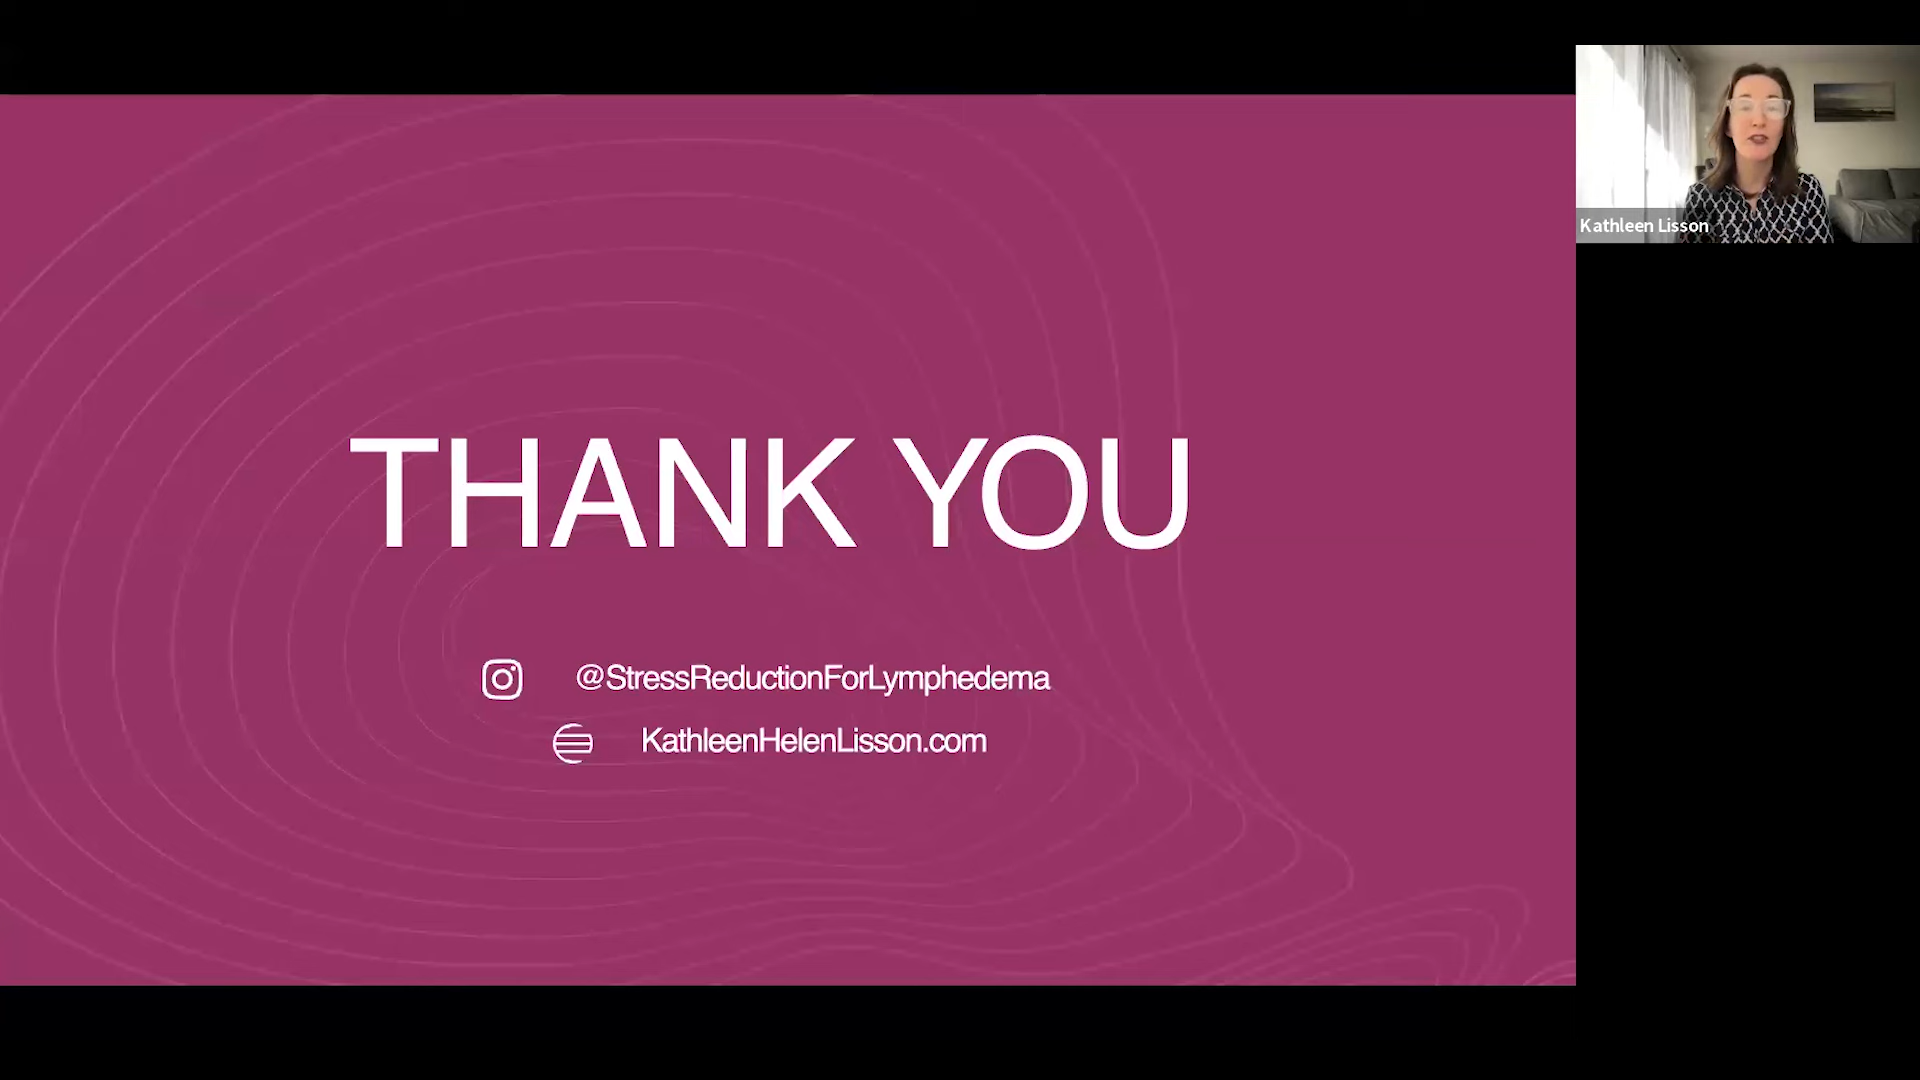 THANK YOU
@StressReductionForLymphedema
KathleenHelenLisson.com
Kathleen Lisson